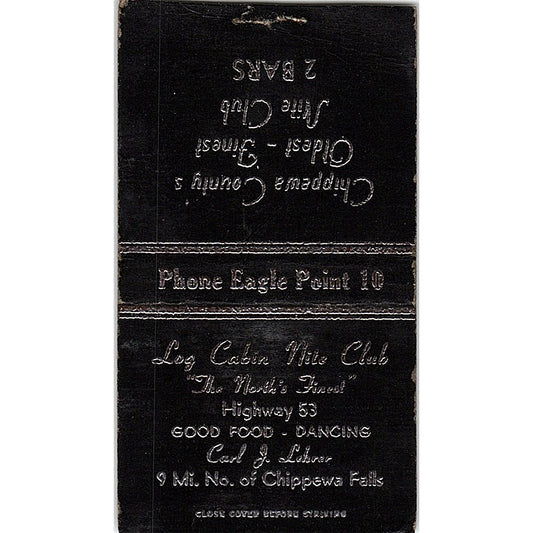 Chippewa County's
Oldest - Finest
Nite Club
2 BARS
Phone Eagle Point 10
Log Cabin Nite Club
"The North's Finest"
Highway 53
GOOD FOOD - DANCING
Carl J. Lohrer
9 Mi. No. of Chippewa Falls
CLOSE COVER BEFORE STRIKING